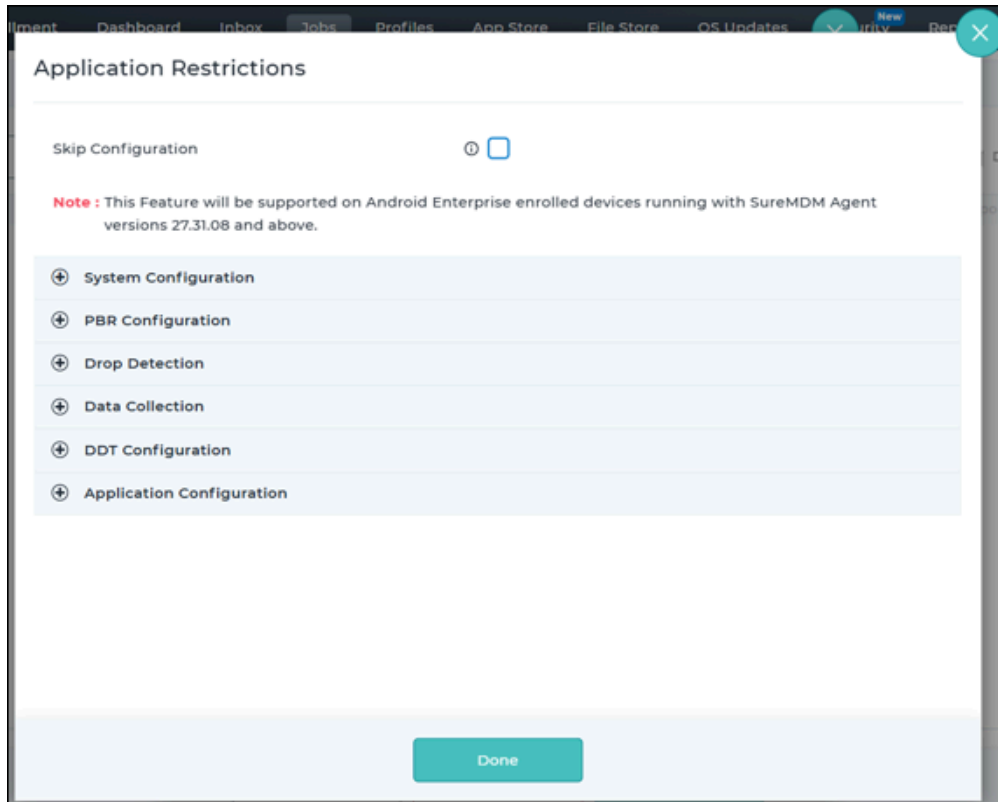 Dashboard Inbox Jobs Profiles App Store File Store OS Updates New
Application Restrictions
Skip Configuration
Note : This Feature will be supported on Android Enterprise enrolled devices running with SureMDM Agent
versions 27.31.08 and above.
System Configuration
PBR Configuration
Drop Detection
Data Collection
DDT Configuration
Application Configuration
Done